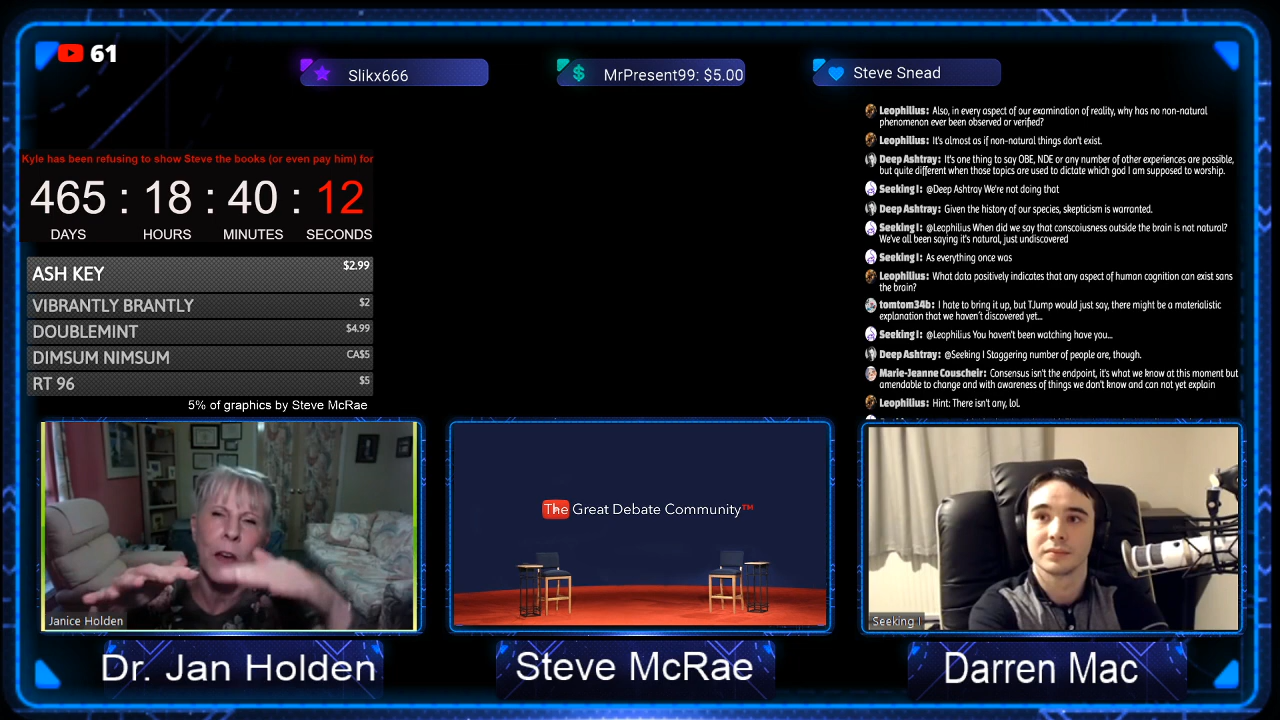 61
Slikx666
MrPresent99: $5.00
Steve Snead
Kyle has been refusing to show Steve the books (or even pay him) for
465 : 18 : 40 : 12
DAYS HOURS MINUTES SECONDS
ASH KEY $2.99
VIBRANTLY BRANTLY $2
DOUBLEMINT $4.99
DIMSUM NIMSUM CA$5
RT 96 $5
5% of graphics by Steve McRae
Leophilius: Also, in every aspect of our examination of reality, why has no non-natural
phenomenon ever been observed or verified?
Leophilius: It's almost as if non-natural things don't exist.
Deep Ashtray: It's one thing to say OBE, NDE or any number of other experiences are possible,
but quite different when those topics are used to dictate which god I am supposed to worship.
Seeking I: @Deep Ashtray We're not doing that
Deep Ashtray: Given the history of our species, skepticism is warranted.
Seeking I: @Leophilius When did we say that conscoiusness outside the brain is not natural?
We've all been saying it's natural, just undiscovered
Seeking I: As everything once was
Leophilius: What data positively indicates that any aspect of human cognition can exist sans
the brain?
tomtom34b: I hate to bring it up, but TJump would just say, there might be a materialistic
explanation that we haven't discovered yet...
Seeking I: @Leophilius You haven't been watching have you...
Deep Ashtray: @Seeking I Staggering number of people are, though.
Marie-Jeanne Couscheir: Consensus isn't the endpoint, it's what we know at this moment but
amendable to change and with awareness of things we don't know and can not yet explain
Leophilius: Hint: There isn't any, lol.
The Great Debate Community™
Janice Holden
Seeking I
Dr. Jan Holden
Steve McRae
Darren Mac